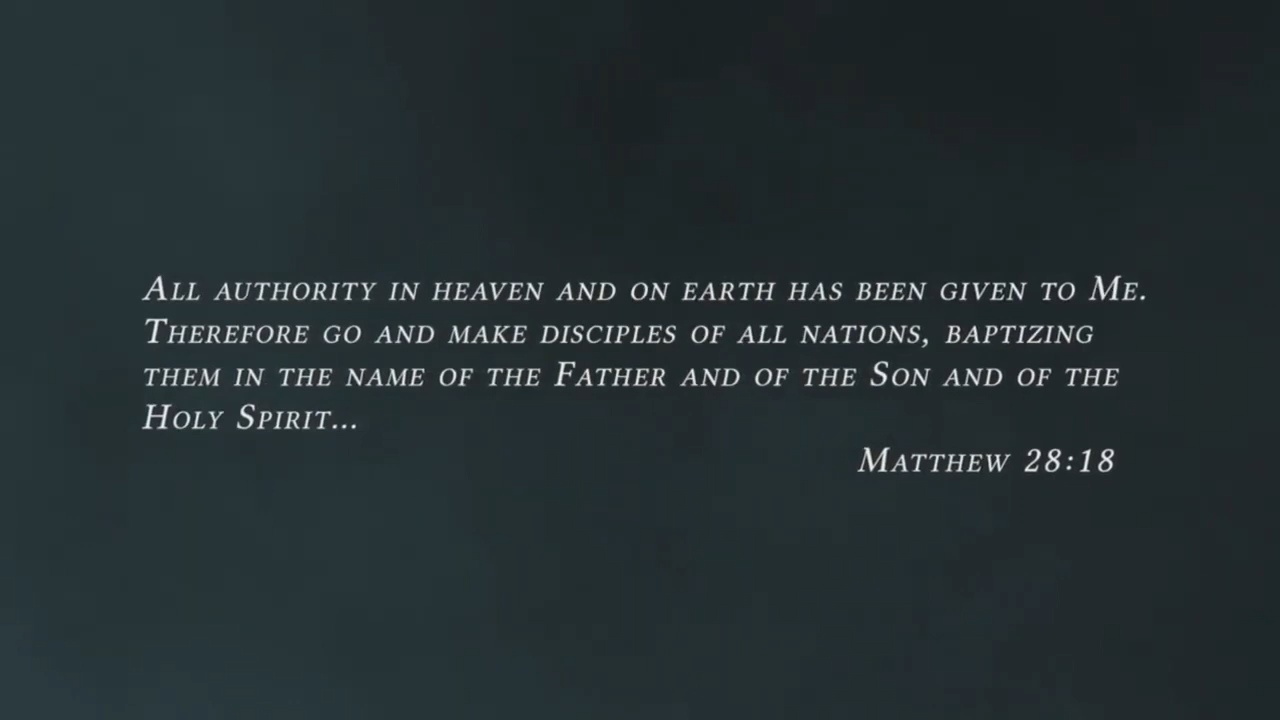 All authority in heaven and on earth has been given to Me.
Therefore go and make disciples of all nations, baptizing
them in the name of the Father and of the Son and of the
Holy Spirit...
Matthew 28:18